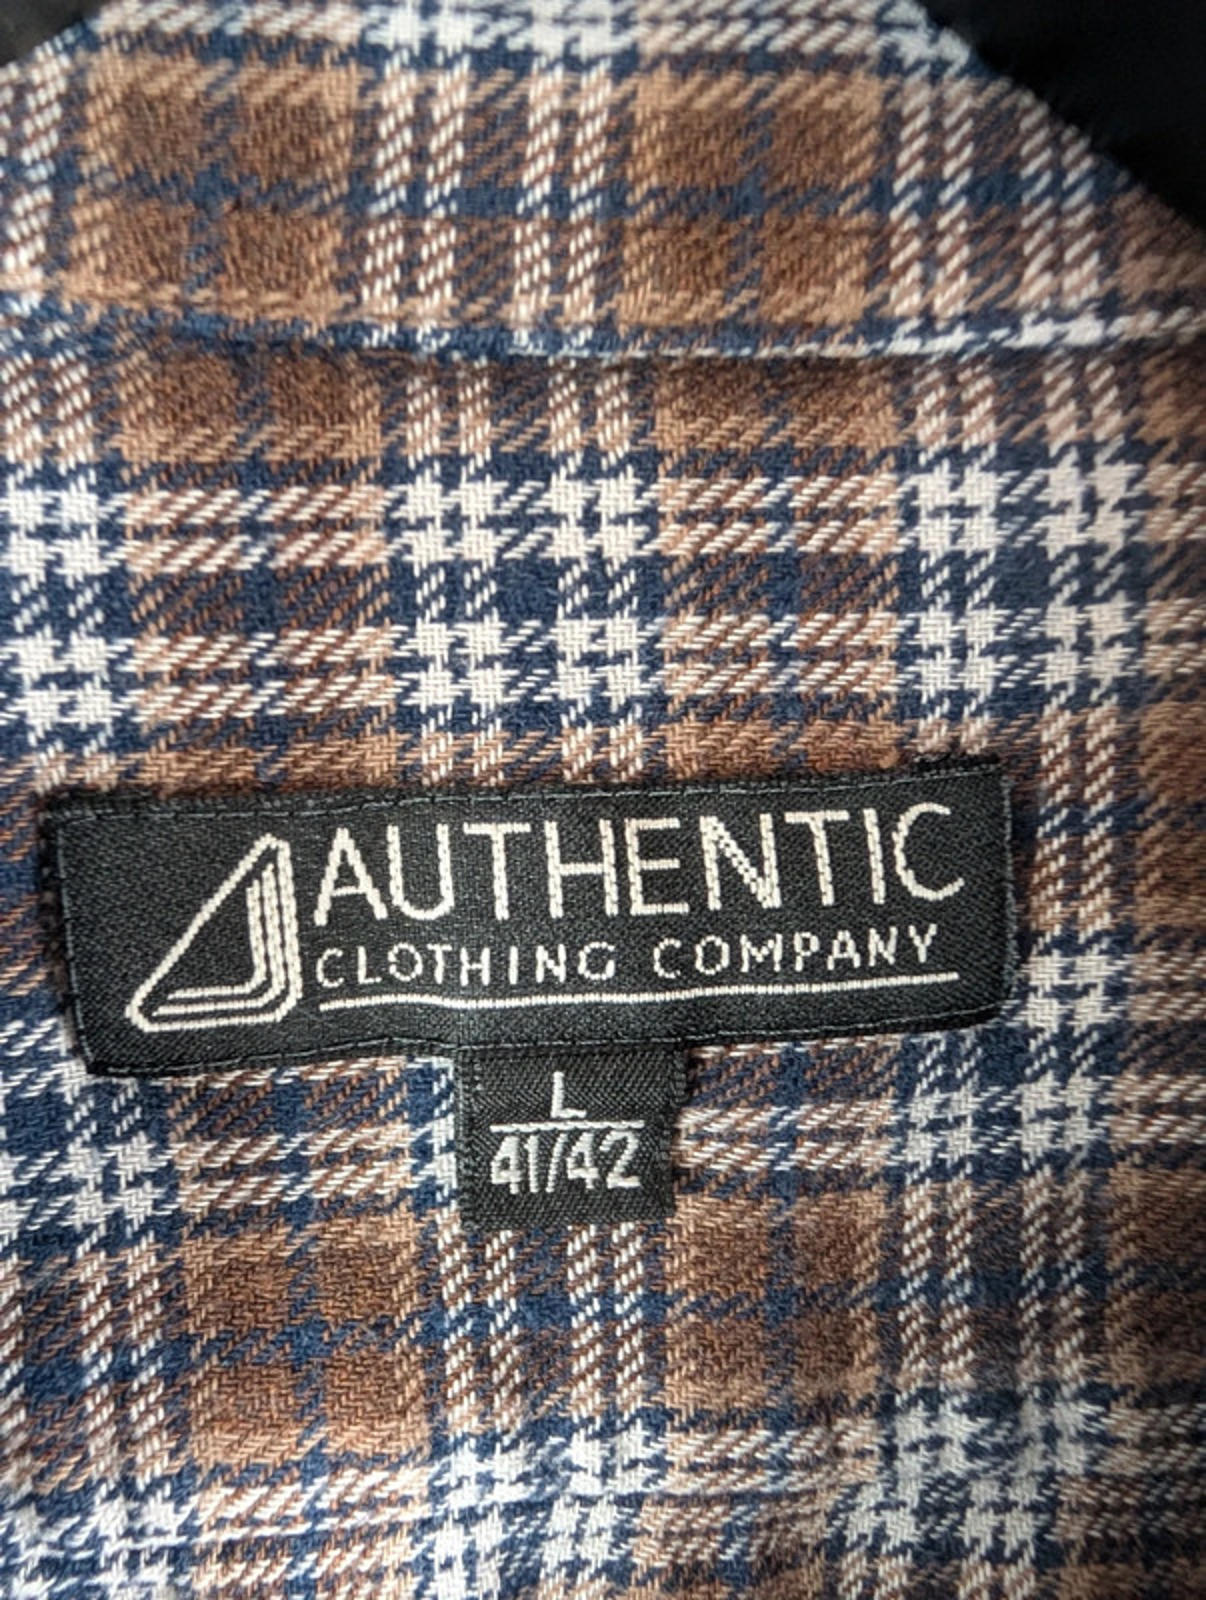 AUTHENTIC
CLOTHING COMPANY
L
41/42